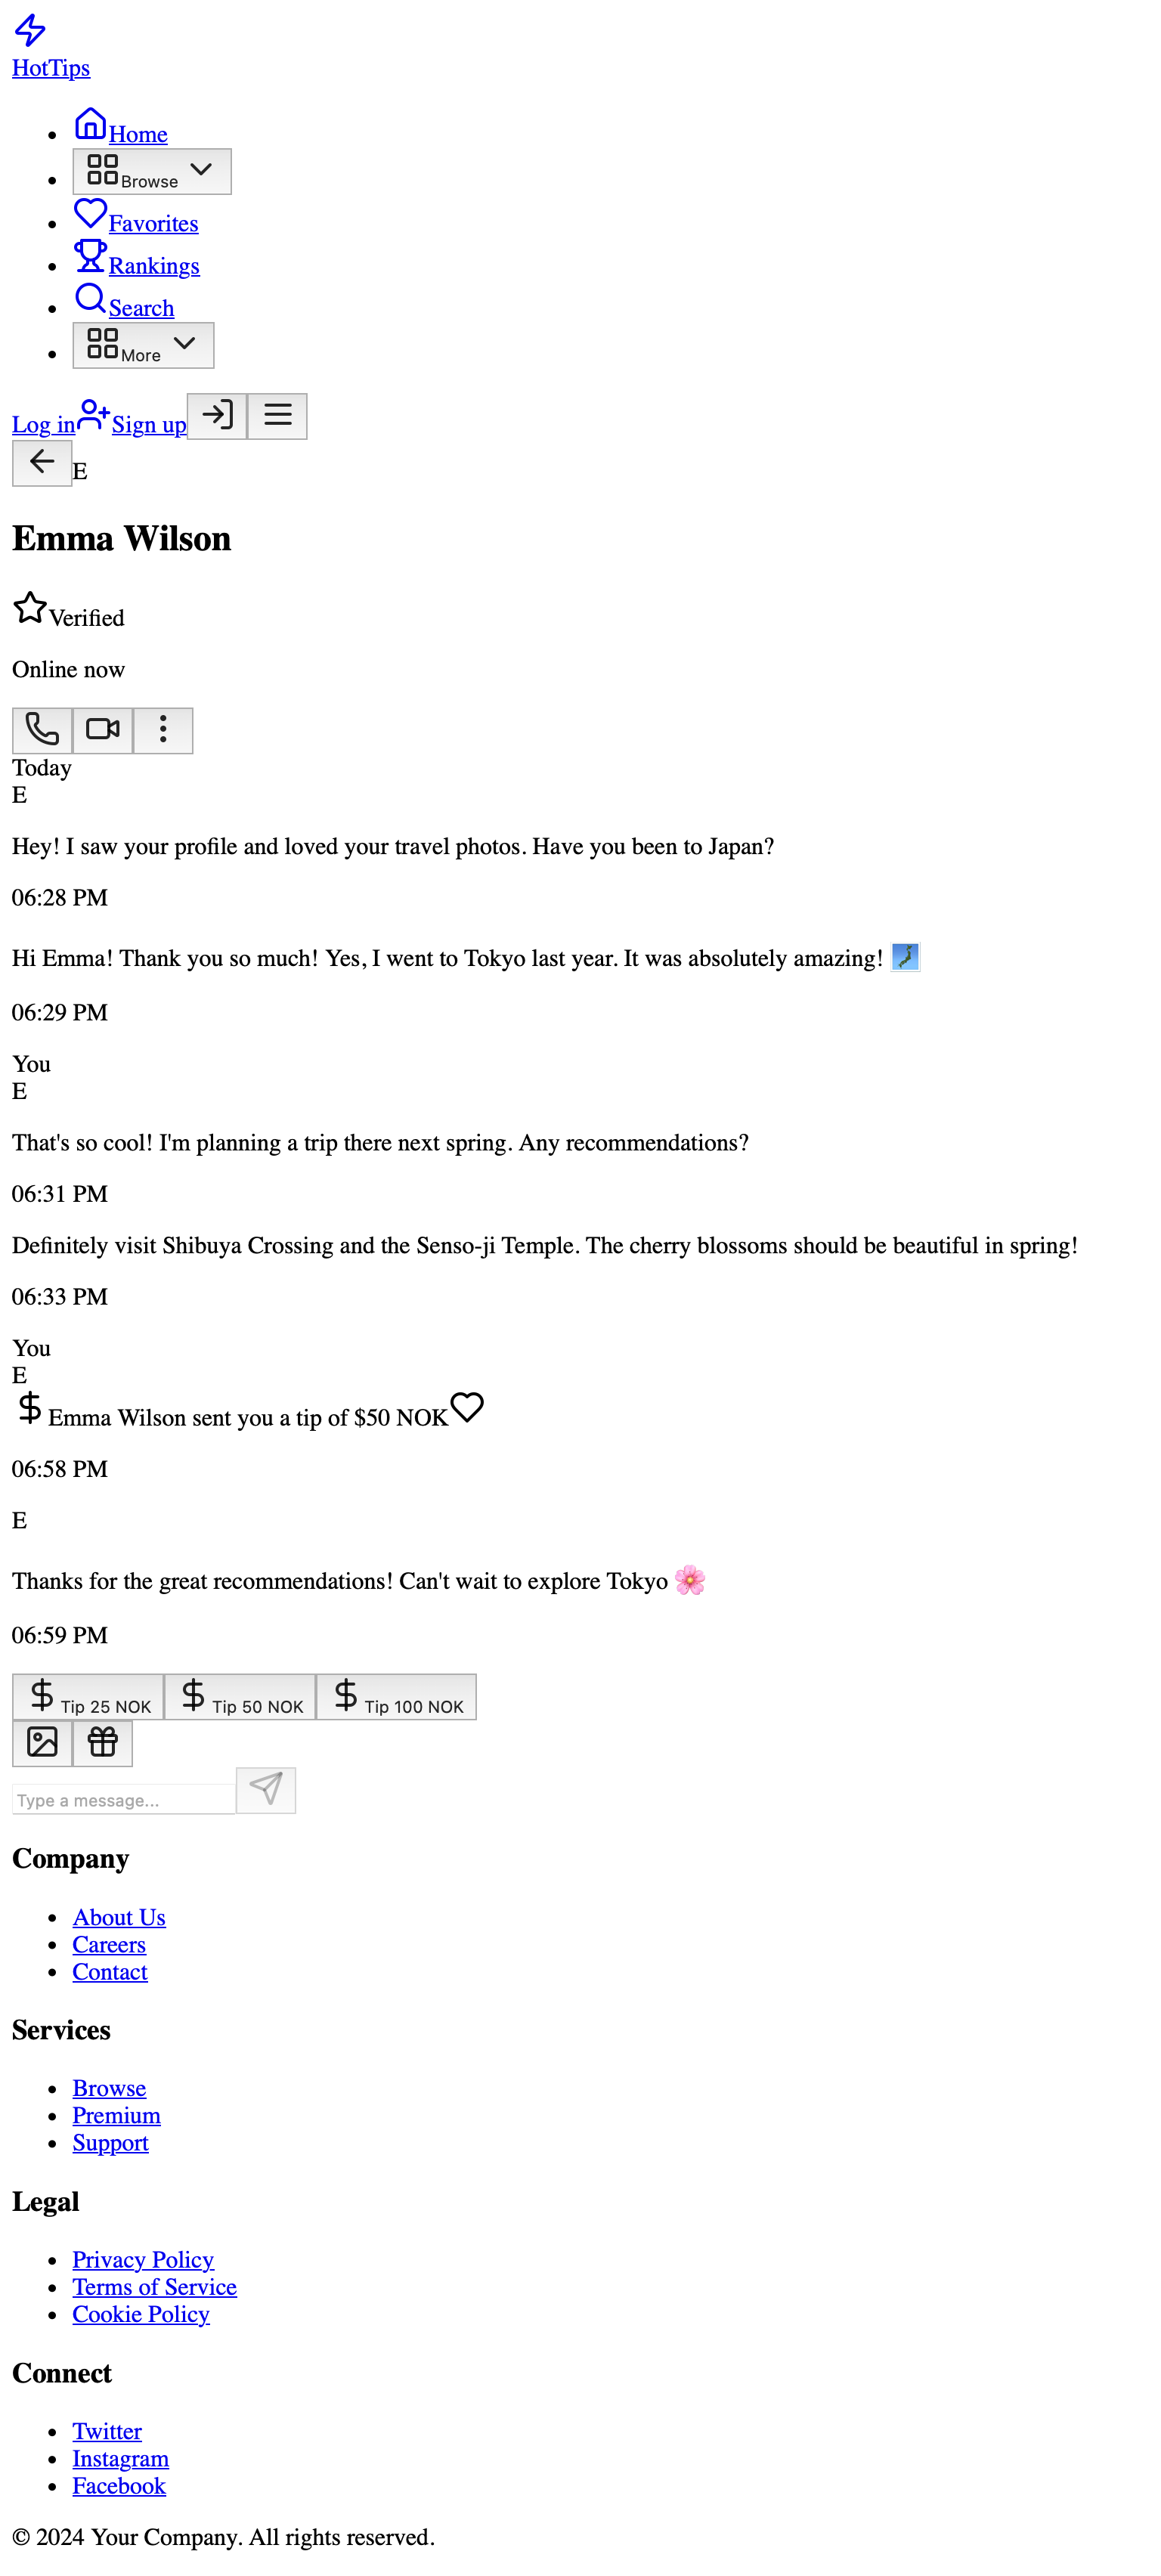 HotTips
Home
Browse
Favorites
Rankings
Search
More
Log in Sign up
E
Emma Wilson
Verified
Online now
Today
E
Hey! I saw your profile and loved your travel photos. Have you been to Japan?
06:28 PM
Hi Emma! Thank you so much! Yes, I went to Tokyo last year. It was absolutely amazing! 🗾
06:29 PM
You
E
That's so cool! I'm planning a trip there next spring. Any recommendations?
06:31 PM
Definitely visit Shibuya Crossing and the Senso-ji Temple. The cherry blossoms should be beautiful in spring!
06:33 PM
You
E
$ Emma Wilson sent you a tip of $50 NOK
06:58 PM
E
Thanks for the great recommendations! Can't wait to explore Tokyo 🌸
06:59 PM
$ Tip 25 NOK $ Tip 50 NOK $ Tip 100 NOK
Type a message...
Company
About Us
Careers
Contact
Services
Browse
Premium
Support
Legal
Privacy Policy
Terms of Service
Cookie Policy
Connect
Twitter
Instagram
Facebook
© 2024 Your Company. All rights reserved.